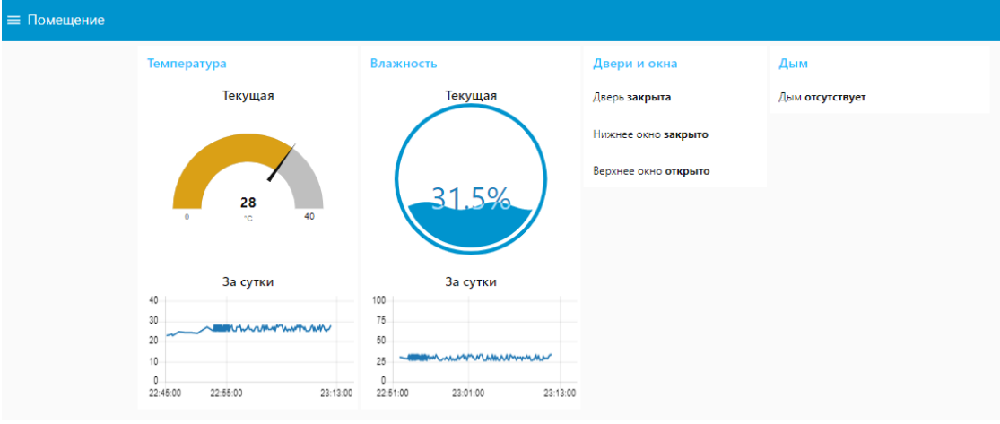 Помещение
Температура
Текущая
28
0
°C
40
За сутки
40
30
20
10
0
22:45:00 22:55:00 23:13:00
Влажность
Текущая
31.5%
За сутки
100
75
50
25
0
22:51:00 23:01:00 23:13:00
Двери и окна
Дверь закрыта
Нижнее окно закрыто
Верхнее окно открыто
Дым
Дым отсутствует